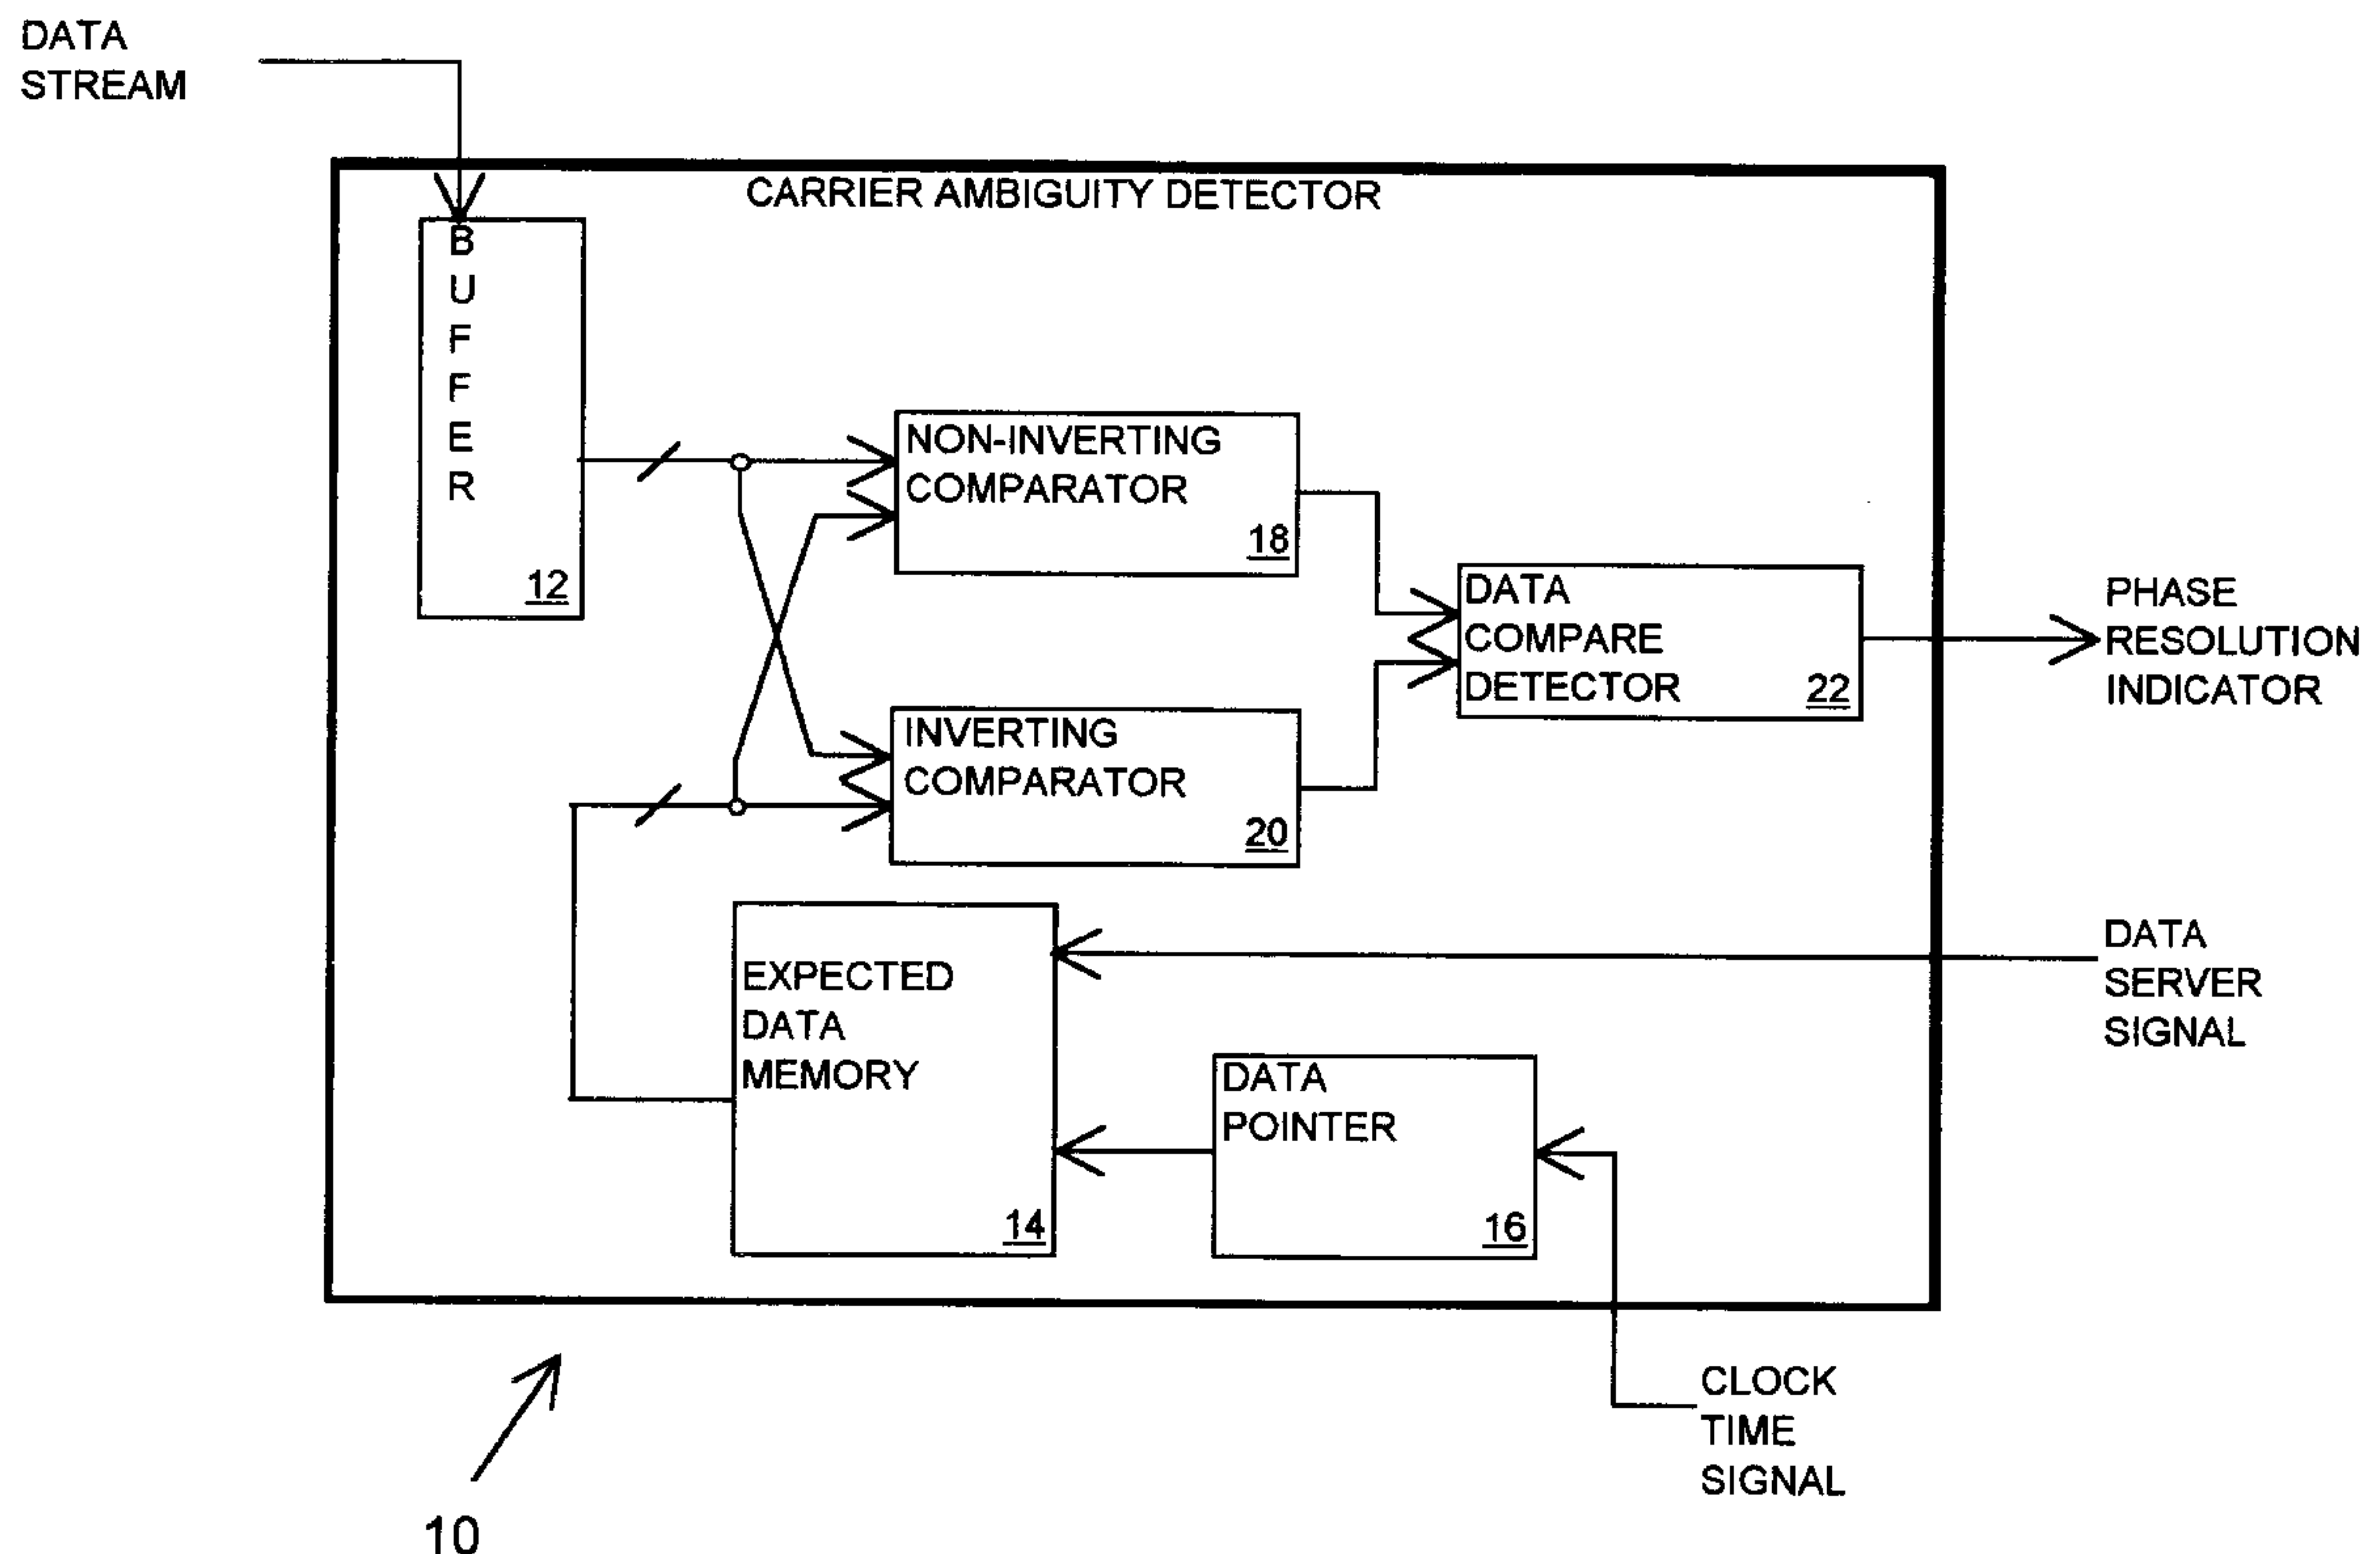 DATA
STREAM
CARRIER AMBIGUITY DETECTOR
B
U
F
F
E
R
12
NON-INVERTING
COMPARATOR
18
DATA
COMPARE
DETECTOR
22
PHASE
RESOLUTION
INDICATOR
INVERTING
COMPARATOR
20
EXPECTED
DATA
MEMORY
14
DATA
SERVER
SIGNAL
DATA
POINTER
16
CLOCK
TIME
SIGNAL
10